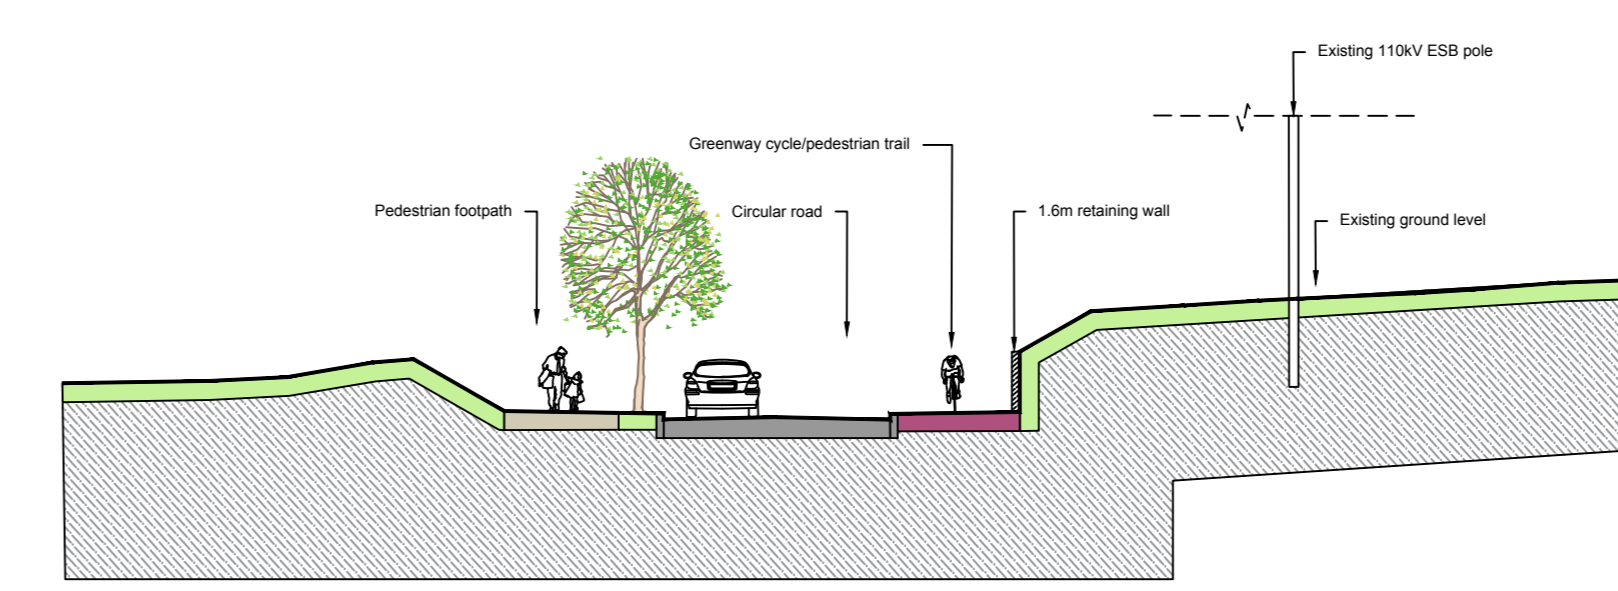 Existing 110kV ESB pole
Greenway cycle/pedestrian trail
Pedestrian footpath
Circular road
1.6m retaining wall
Existing ground level